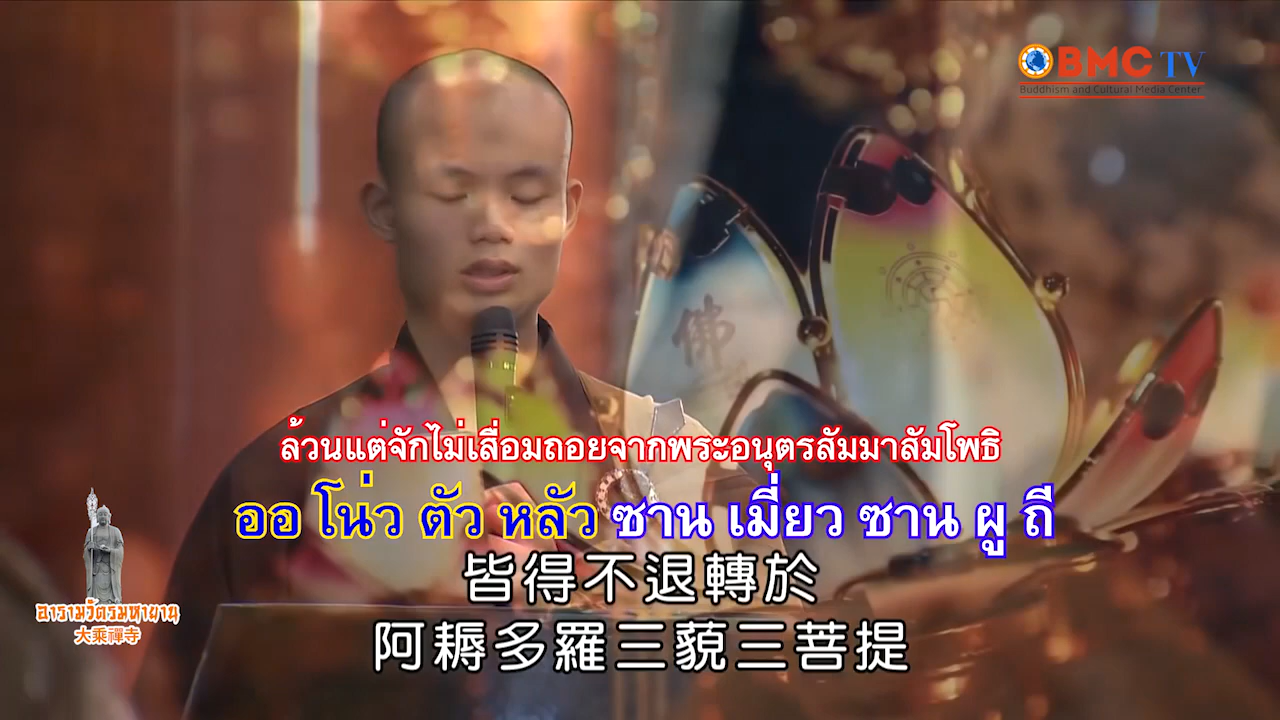 BMC TV
Buddhism and Cultural Media Center
佛
ล้วนแต่จักไม่เสื่อมถอยจากพระอนุตรสัมมาสัมโพธิ
ออ โน่ว ตัว หลัว ซาน เมี่ยว ซาน ผู ถี
皆得不退轉於
阿耨多羅三藐三菩提
อารามวัตรมหายาน
大乘禪寺